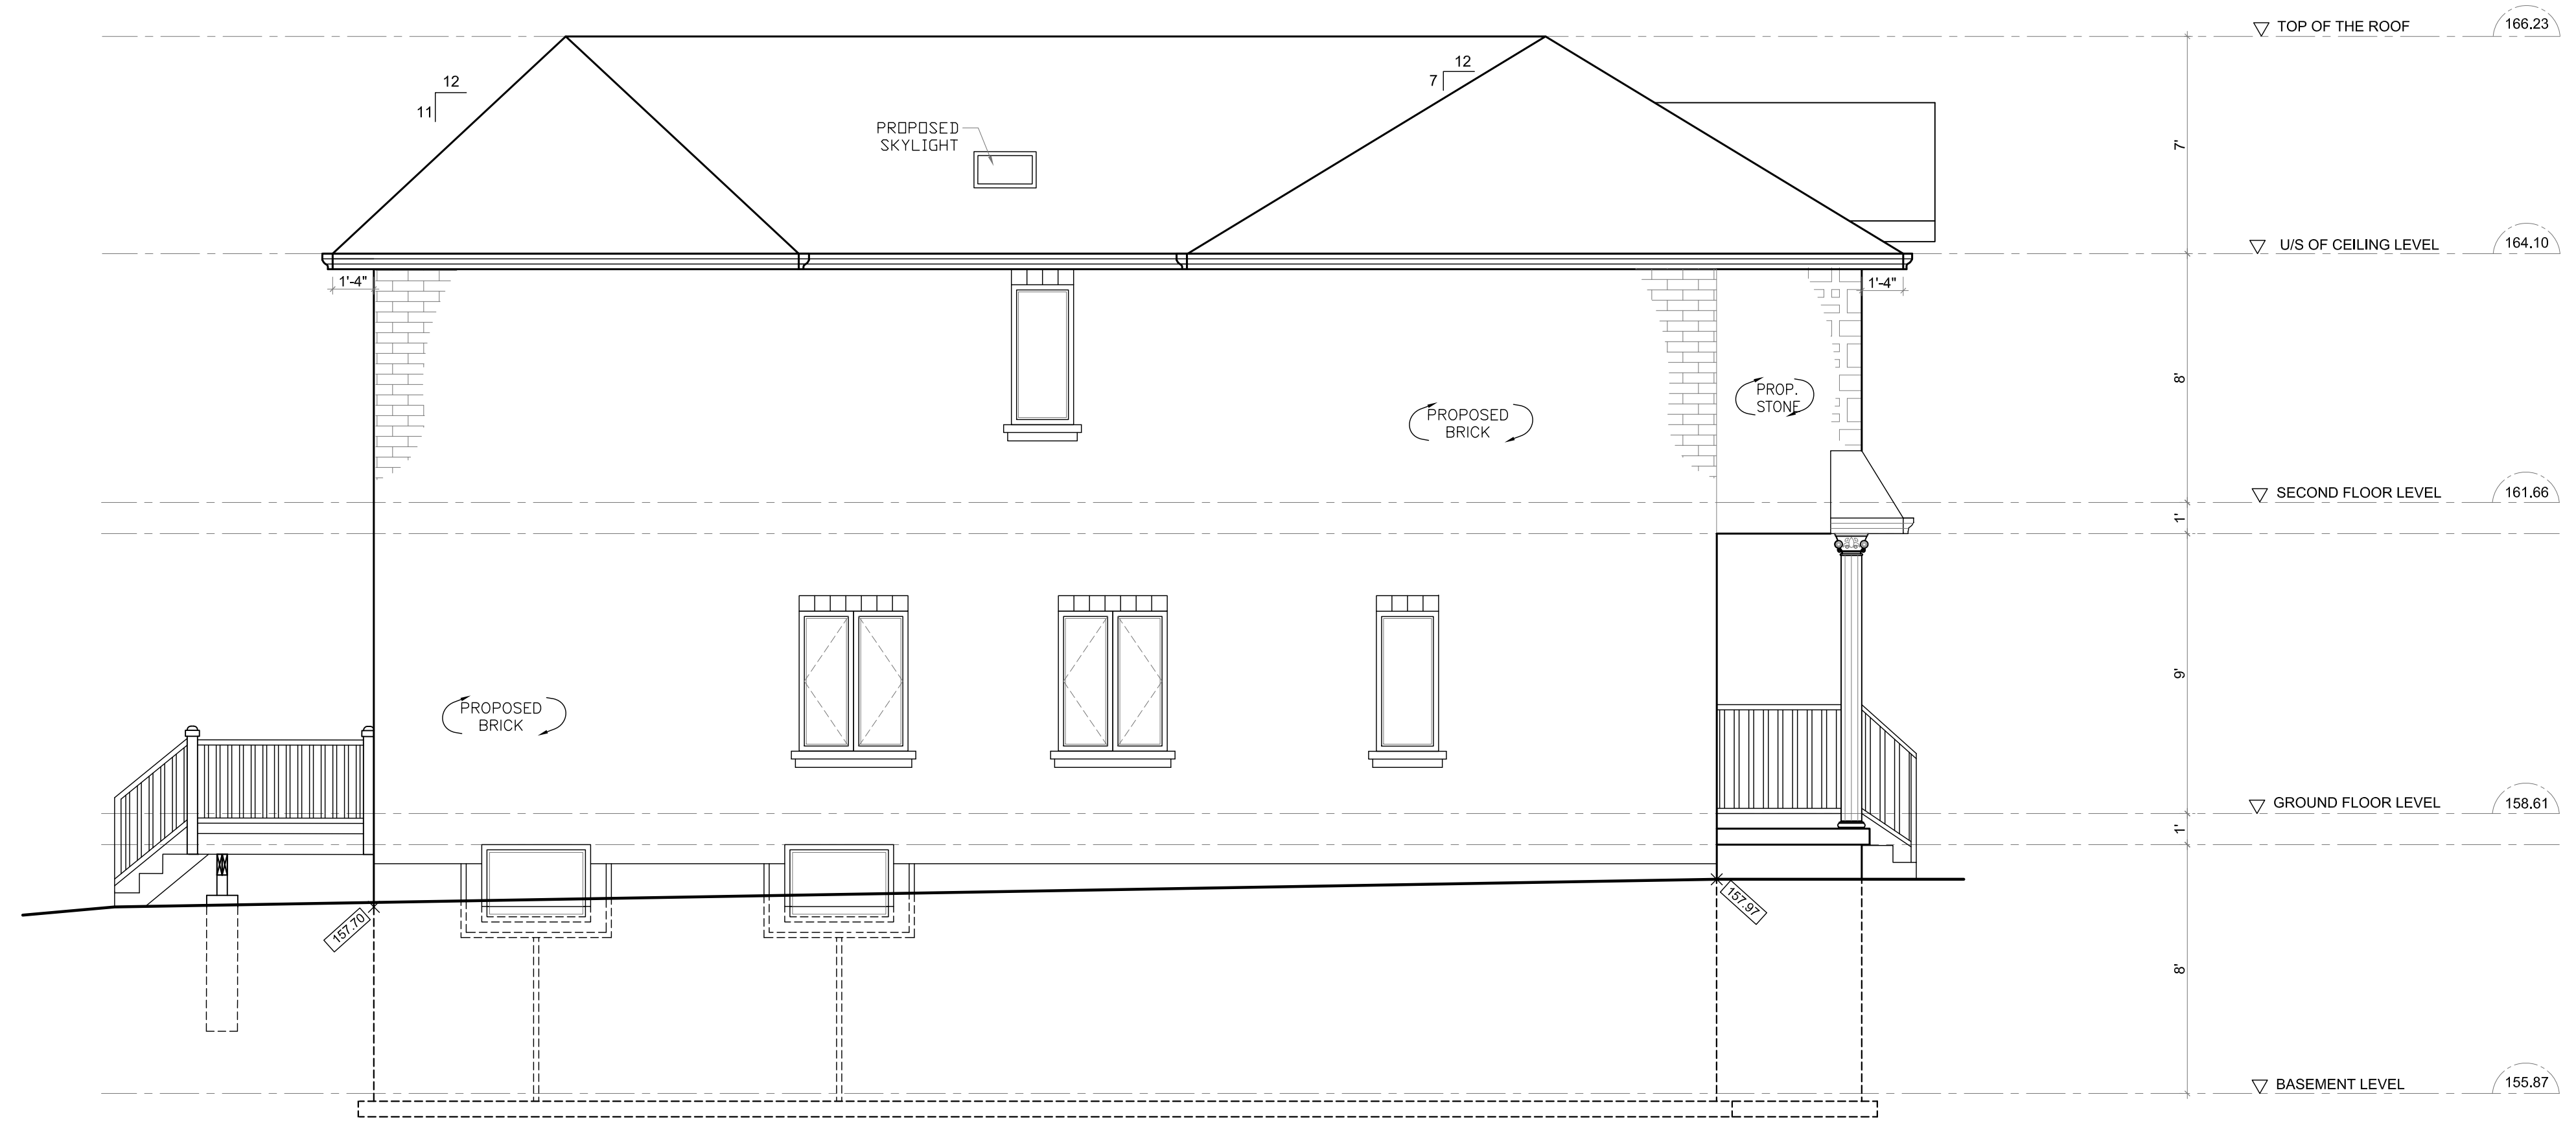 TOP OF THE ROOF 166.23
12
11
12
7
PROPOSED
SKYLIGHT
7'
U/S OF CEILING LEVEL 164.10
1'-4"
1'-4"
8'
PROP.
STONE
PROPOSED
BRICK
SECOND FLOOR LEVEL 161.66
1'
9'
PROPOSED
BRICK
GROUND FLOOR LEVEL 158.61
1'
157.70
157.97
8'
BASEMENT LEVEL 155.87